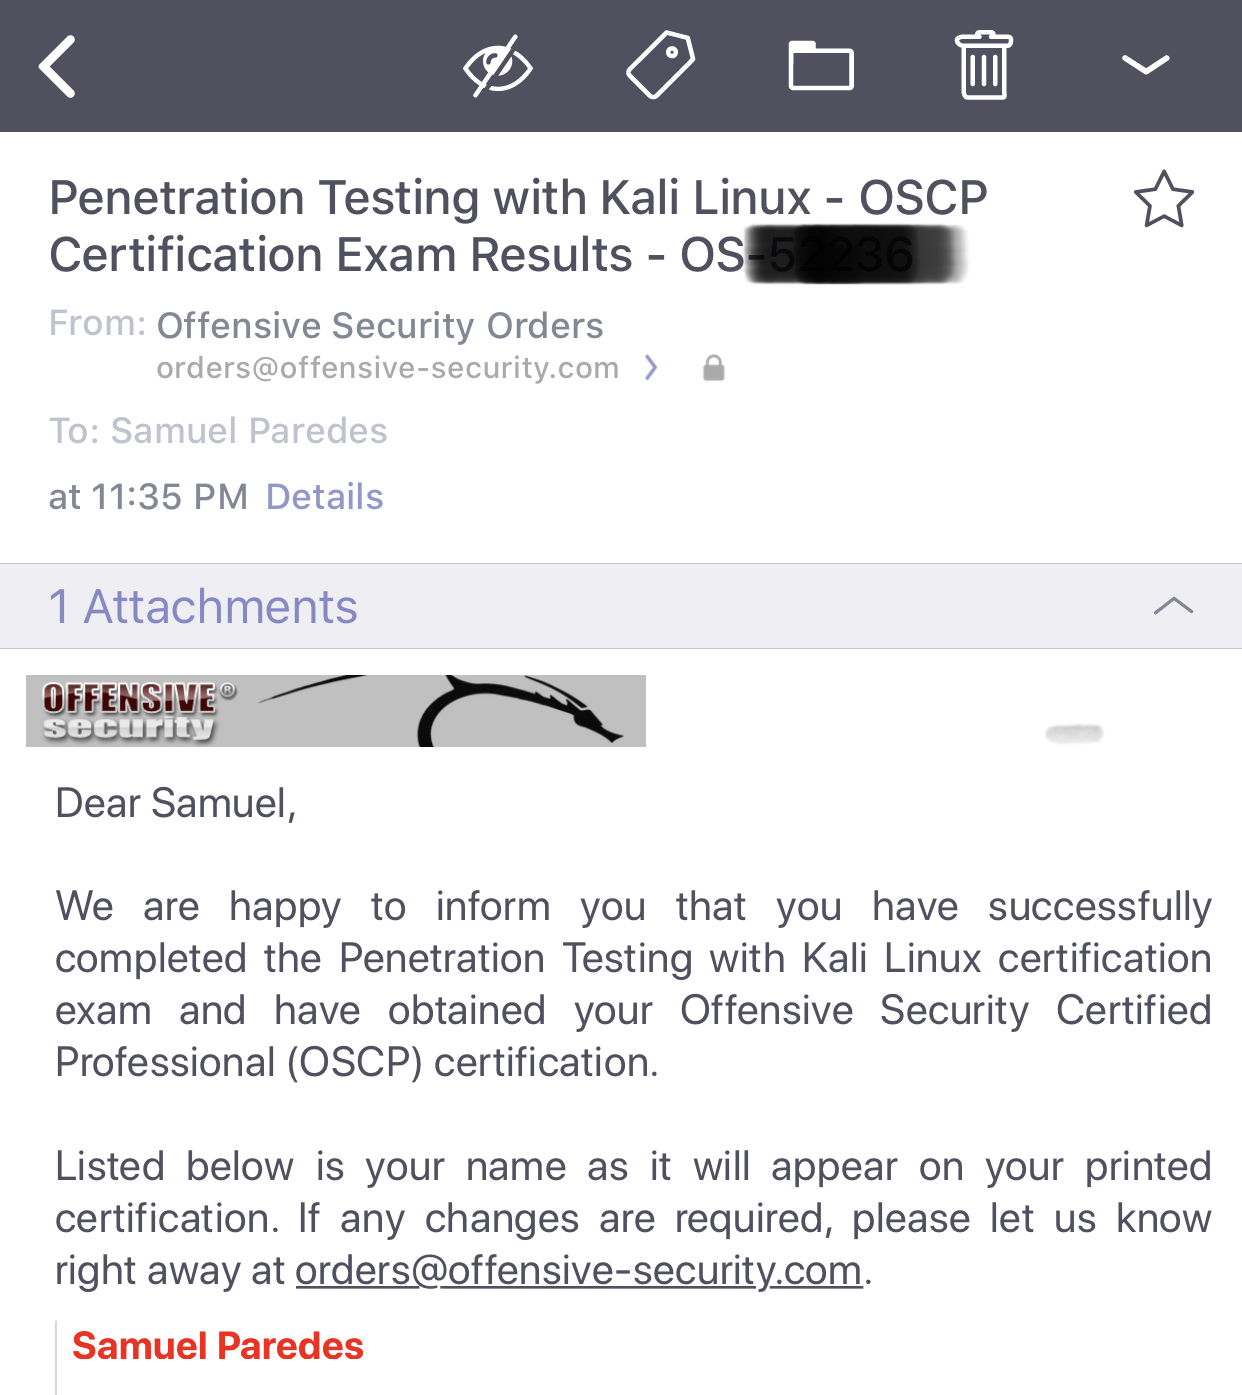 Penetration Testing with Kali Linux - OSCP
Certification Exam Results - OS
From: Offensive Security Orders
orders@offensive-security.com
To: Samuel Paredes
at 11:35 PM Details
1 Attachments
OFFENSIVE®
security
Dear Samuel,
We are happy to inform you that you have successfully
completed the Penetration Testing with Kali Linux certification
exam and have obtained your Offensive Security Certified
Professional (OSCP) certification.
Listed below is your name as it will appear on your printed
certification. If any changes are required, please let us know
right away at orders@offensive-security.com.
Samuel Paredes